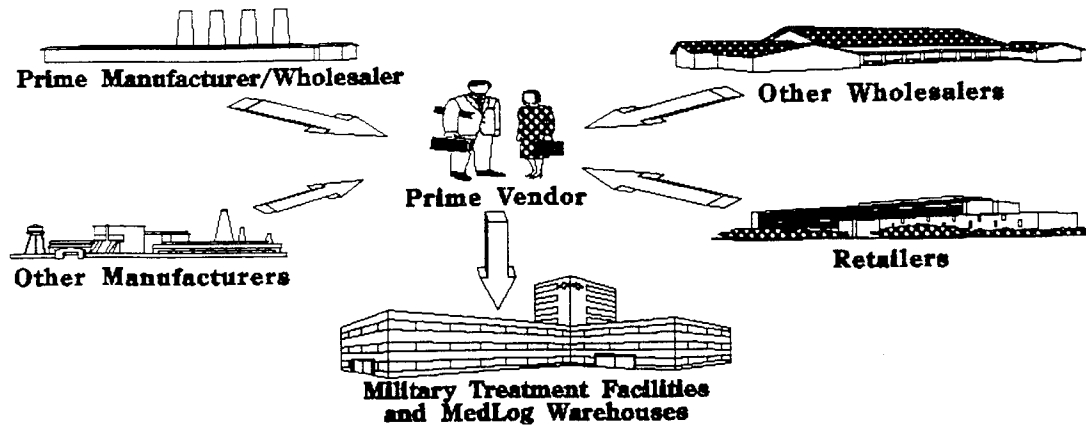 Prime Manufacturer/Wholesaler
Other Wholesalers
Prime Vendor
Other Manufacturers
Retailers
Military Treatment Facilities
and MedLog Warehouses